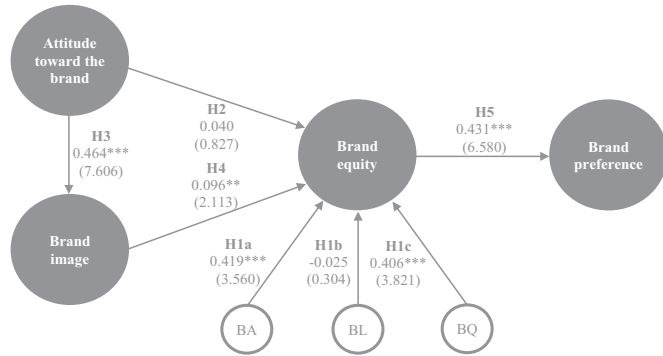 Attitude
toward the
brand
H2
0.040
(0.827)
H3
0.464***
(7.606)
H4
0.096**
(2.113)
Brand
image
Brand
equity
H5
0.431***
(6.580)
Brand
preference
H1a
0.419***
(3.560)
H1b
-0.025
(0.304)
H1c
0.406***
(3.821)
BA
BL
BQ